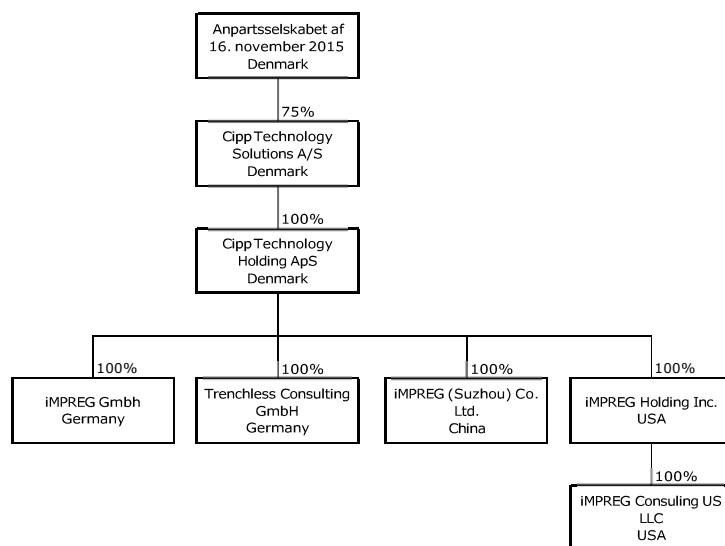 Anpartsselskabet af
16. november 2015
Denmark
75%
Cipp Technology
Solutions A/S
Denmark
100%
Cipp Technology
Holding ApS
Denmark
100%
iMPREG Gmbh
Germany
100%
Trenchless Consulting
GmbH
Germany
100%
iMPREG (Suzhou) Co.
Ltd.
China
100%
iMPREG Holding Inc.
USA
100%
iMPREG Consuling US
LLC
USA